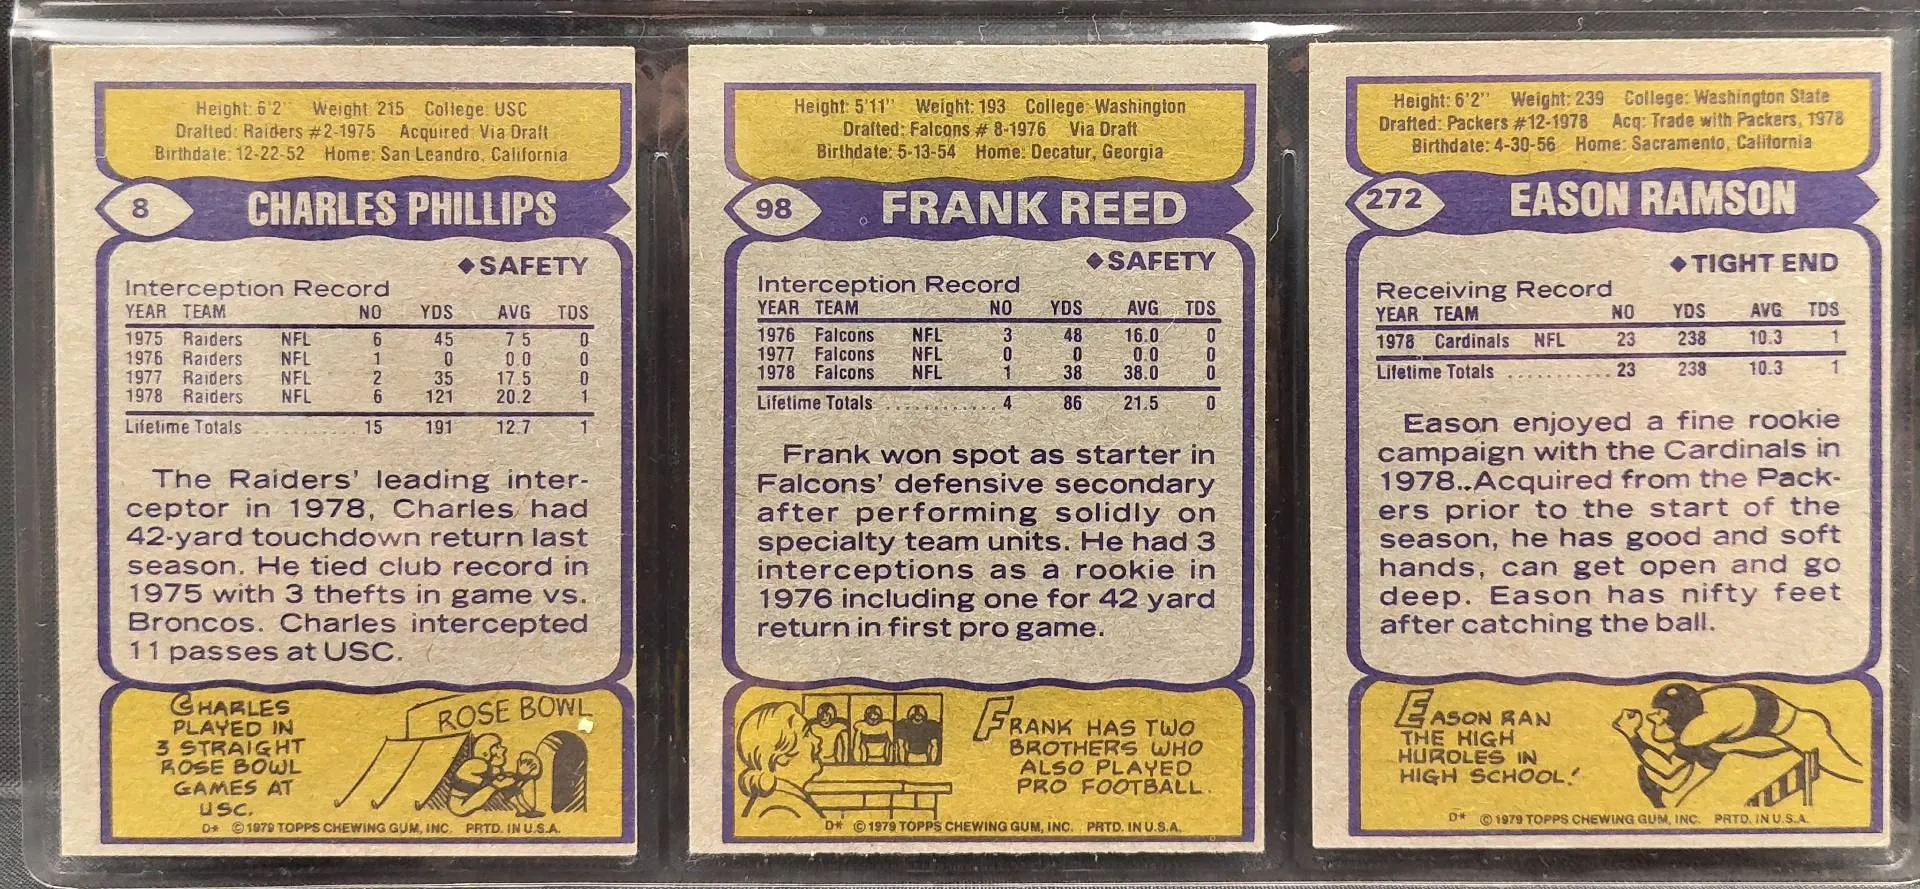 Height: 6'2" Weight 215 College: USC
Drafted: Raiders #2-1975 Acquired: Via Draft
Birthdate: 12-22-52 Home: San Leandro, California
8 CHARLES PHILLIPS
◆SAFETY
Interception Record
YEAR TEAM NO YDS AVG TDS
1975 Raiders NFL 6 45 7 5 0
1976 Raiders NFL 1 0 0.0 0
1977 Raiders NFL 2 35 17.5 0
1978 Raiders NFL 6 121 20.2 1
Lifetime Totals ............ 15 191 12.7 1
The Raiders' leading inter-
ceptor in 1978, Charles had
42-yard touchdown return last
season. He tied club record in
1975 with 3 thefts in game vs.
Broncos. Charles intercepted
11 passes at USC.
CHARLES
PLAYED IN
3 STRAIGHT
ROSE BOWL
GAMES AT
USC.
ROSE BOWL
D* ©1979 TOPPS CHEWING GUM, INC. PRTD. IN U.S.A.
Height: 5'11" Weight: 193 College: Washington
Drafted: Falcons # 8-1976 Via Draft
Birthdate: 5-13-54 Home: Decatur, Georgia
98 FRANK REED
◆SAFETY
Interception Record
YEAR TEAM NO YDS AVG TDS
1976 Falcons NFL 3 48 16.0 0
1977 Falcons NFL 0 0 0.0 0
1978 Falcons NFL 1 38 38.0 0
Lifetime Totals ............ 4 86 21.5 0
Frank won spot as starter in
Falcons' defensive secondary
after performing solidly on
specialty team units. He had 3
interceptions as a rookie in
1976 including one for 42 yard
return in first pro game.
FRANK HAS TWO
BROTHERS WHO
ALSO PLAYED
PRO FOOTBALL.
D* ©1979 TOPPS CHEWING GUM, INC. PRTD. IN U.S.A.
Height: 6'2" Weight: 239 College: Washington State
Drafted: Packers #12-1978 Acq: Trade with Packers, 1978
Birthdate: 4-30-56 Home: Sacramento, California
272 EASON RAMSON
◆TIGHT END
Receiving Record
YEAR TEAM NO YDS AVG TDS
1978 Cardinals NFL 23 238 10.3 1
Lifetime Totals ........... 23 238 10.3 1
Eason enjoyed a fine rookie
campaign with the Cardinals in
1978..Acquired from the Pack-
ers prior to the start of the
season, he has good and soft
hands, can get open and go
deep. Eason has nifty feet
after catching the ball.
EASON RAN
THE HIGH
HURDLES IN
HIGH SCHOOL!
D* ©1979 TOPPS CHEWING GUM, INC. PRTD. IN U.S.A.